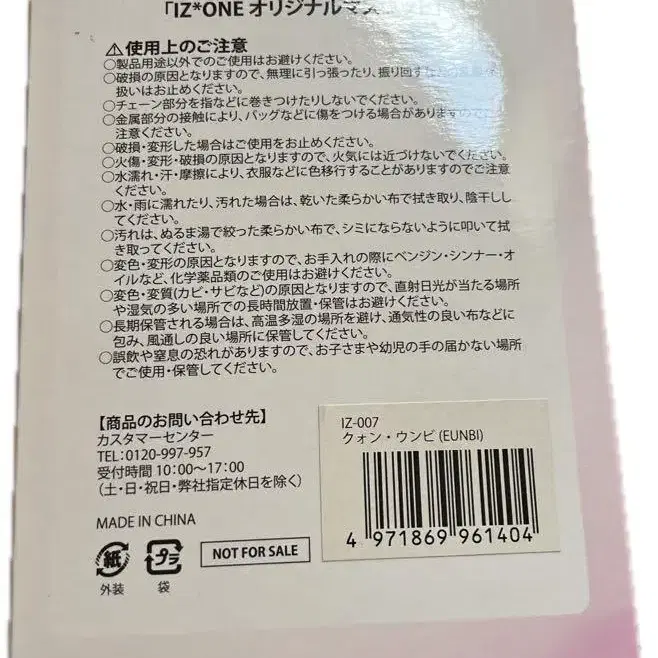 「IZ*ONE オリジナルマス
⚠使用上のご注意
○製品用途以外でのご使用はお避けください。
○破損の原因となりますので、無理に引っ張ったり、振り回す
扱いはお止めください。
○チェーン部分を指などに巻きつけたりしないでください。
○金属部分の接触により、バッグなどに傷をつける場合がありますのでご
注意ください。
○破損・変形した場合はご使用をお止めください。
○火傷・変形・破損の原因となりますので、火気には近づけないでください。
○水濡れ・汗・摩擦により、衣服などに色移行することがありますのでご注意
ください。
○水・雨に濡れたり、汚れた場合は、乾いた柔らかい布で拭き取り、陰干しし
てください。
○汚れは、ぬるま湯で絞った柔らかい布で、シミにならないように叩いて拭
き取ってください。
○変色・変形の原因となりますので、お手入れの際にベンジン・シンナー・オ
イルなど、化学薬品類のご使用はお避けください。
○変色・変質(カビ・サビなど)の原因となりますので、直射日光が当たる場所
や湿気の多い場所での長時間放置・保管はお避けください。
○長期保管される場合は、高温多湿の場所を避け、通気性の良い布などに
包み、風通しの良い場所に保管してください。
○誤飲や窒息の恐れがありますので、お子さまや幼児の手の届かない場所
でご使用・保管してください。
【商品のお問い合わせ先】
カスタマーセンター
TEL:0120-997-957
受付時間 10:00～17:00
(土・日・祝日・弊社指定休日を除く)
MADE IN CHINA
紙
外装
プラ
袋
NOT FOR SALE
IZ-007
クォン・ウンビ (EUNBI)
4 971869 961404